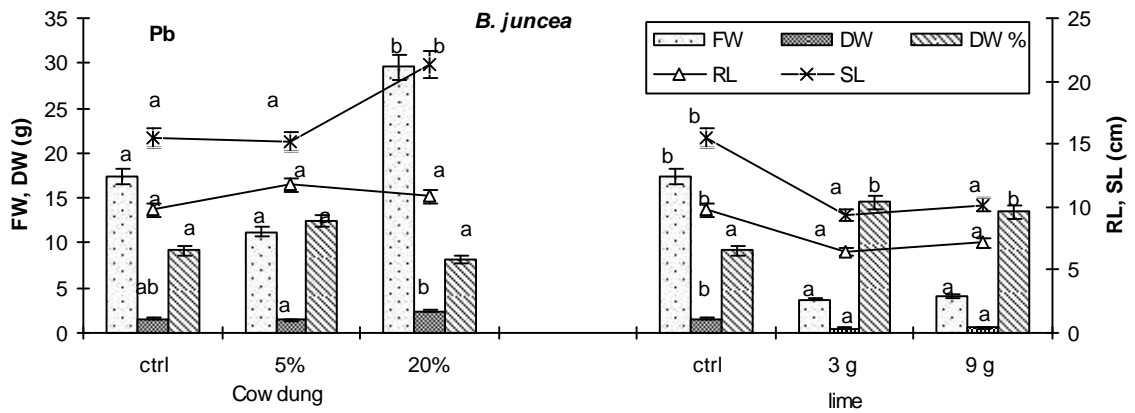 Pb
B. juncea
FW DW DW %
RL SL
FW, DW (g)
35
30
25
20
15
10
5
0
RL, SL (cm)
25
20
15
10
5
0
a a a ab
a a a a a
b b a b a
b b b b a
a a b a a
a a b a a
ctrl 5% 20% ctrl 3 g 9 g
Cow dung lime